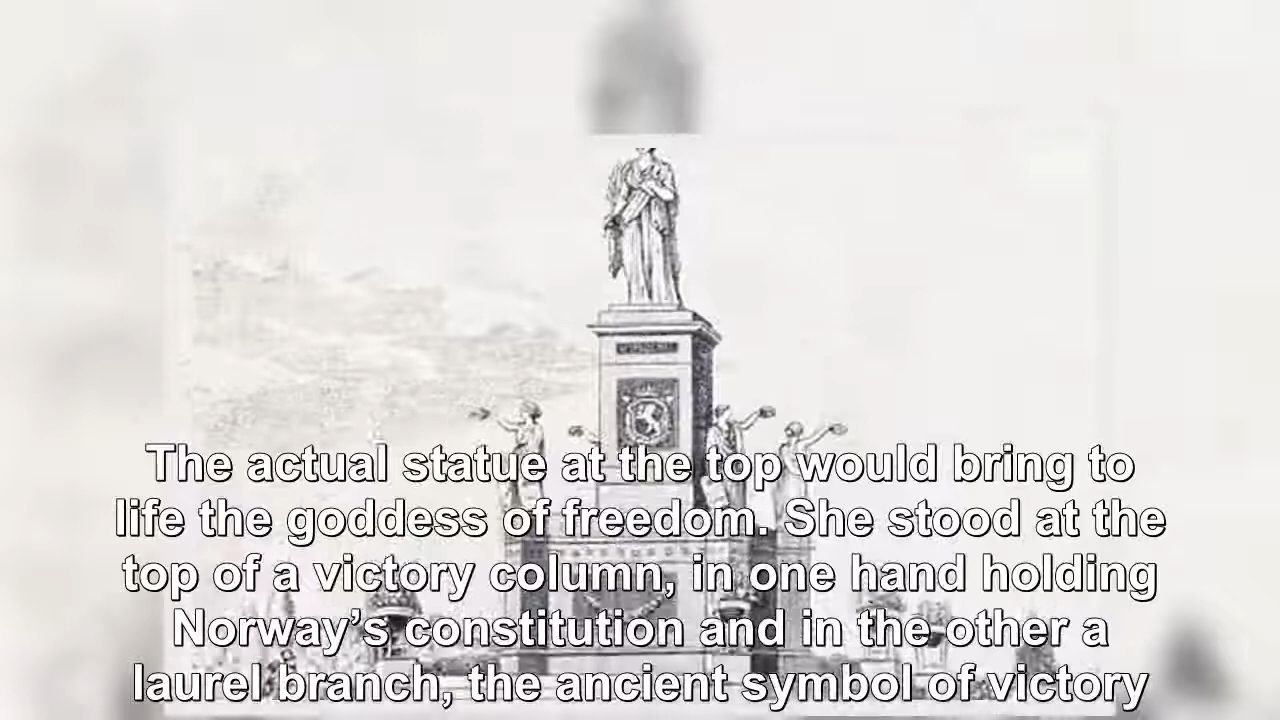 The actual statue at the top would bring to
life the goddess of freedom. She stood at the
top of a victory column, in one hand holding
Norway’s constitution and in the other a
laurel branch, the ancient symbol of victory